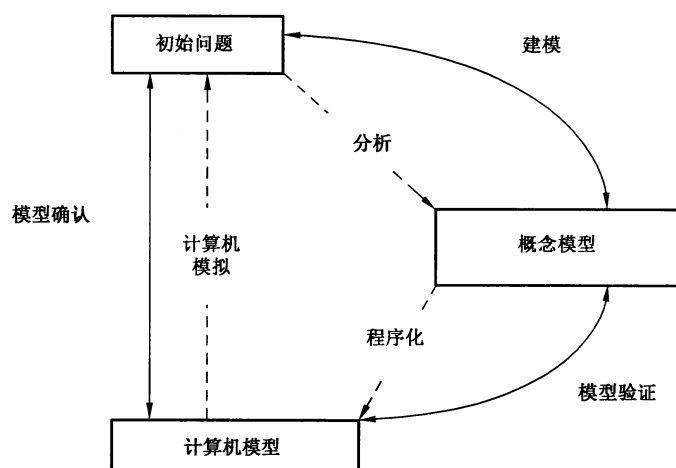 初始问题
建模
分析
模型确认
计算机
模拟
概念模型
程序化
模型验证
计算机模型